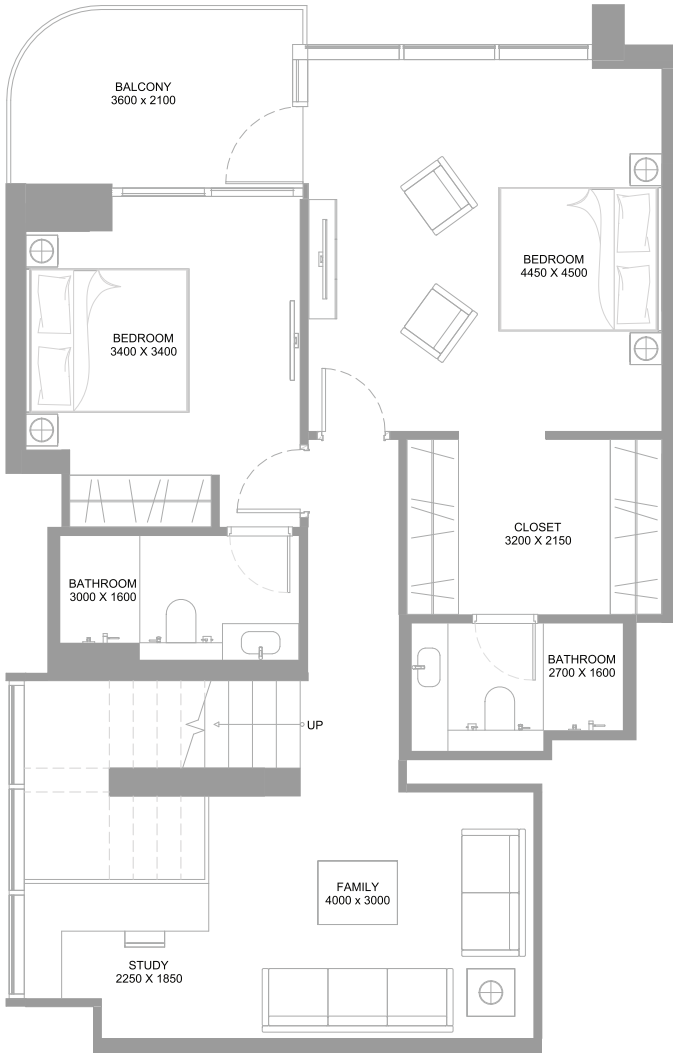 BALCONY
3600 x 2100
BEDROOM
4450 X 4500
BEDROOM
3400 X 3400
CLOSET
3200 X 2150
BATHROOM
3000 X 1600
BATHROOM
2700 X 1600
UP
FAMILY
4000 x 3000
STUDY
2250 X 1850